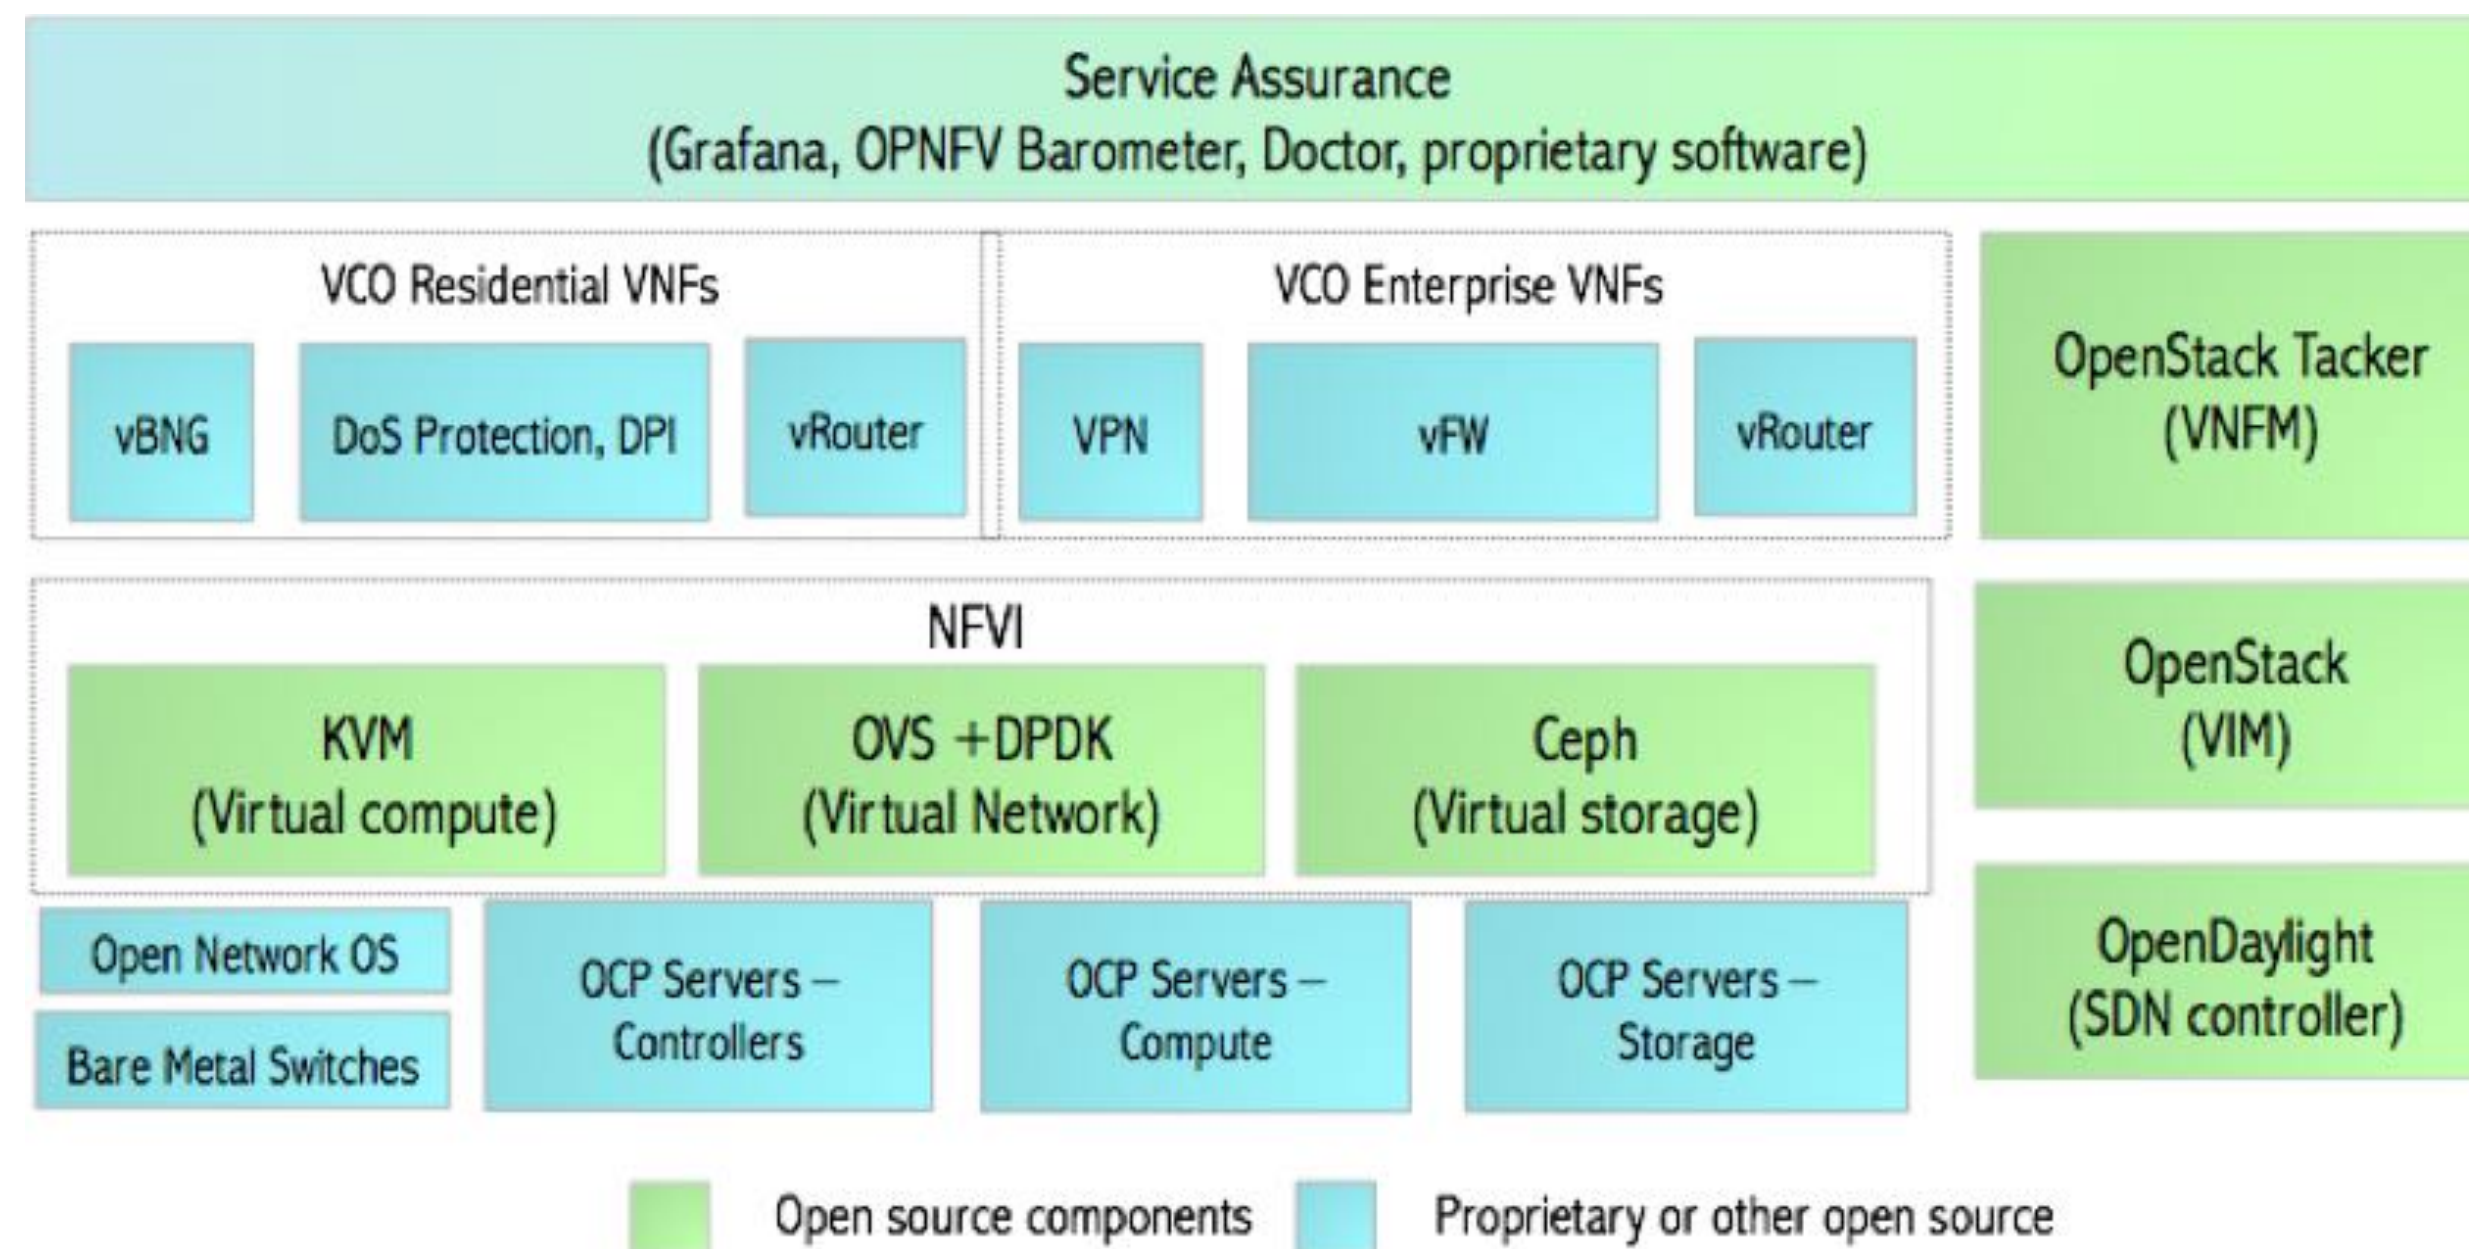 Service Assurance
(Grafana, OPNFV Barometer, Doctor, proprietary software)
VCO Residential VNFs
vBNG
DoS Protection, DPI
vRouter
VCO Enterprise VNFs
VPN
vFW
vRouter
OpenStack Tacker
(VNFM)
NFVI
KVM
(Virtual compute)
OVS +DPDK
(Virtual Network)
Ceph
(Virtual storage)
OpenStack
(VIM)
Open Network OS
Bare Metal Switches
OCP Servers –
Controllers
OCP Servers –
Compute
OCP Servers –
Storage
OpenDaylight
(SDN controller)
Open source components
Proprietary or other open source